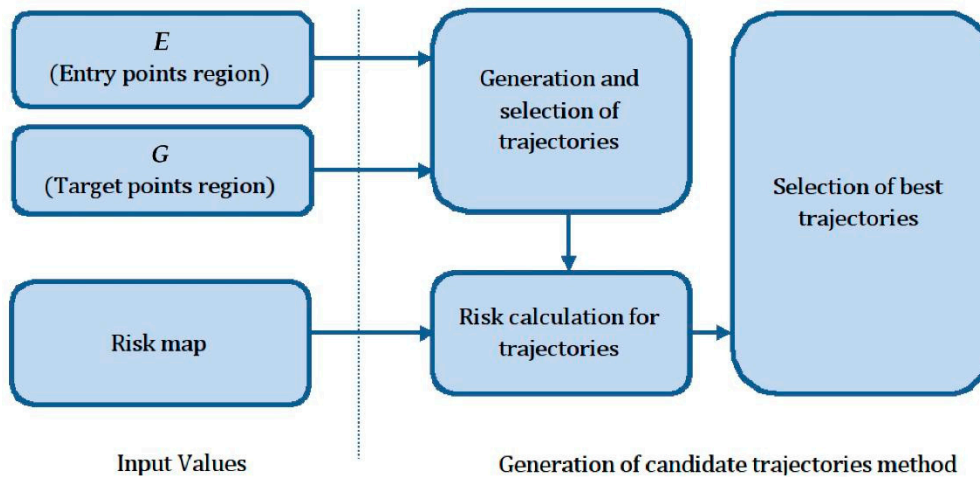 E
(Entry points region)
G
(Target points region)
Risk map
Generation and
selection of
trajectories
Risk calculation for
trajectories
Selection of best
trajectories
Input Values
Generation of candidate trajectories method